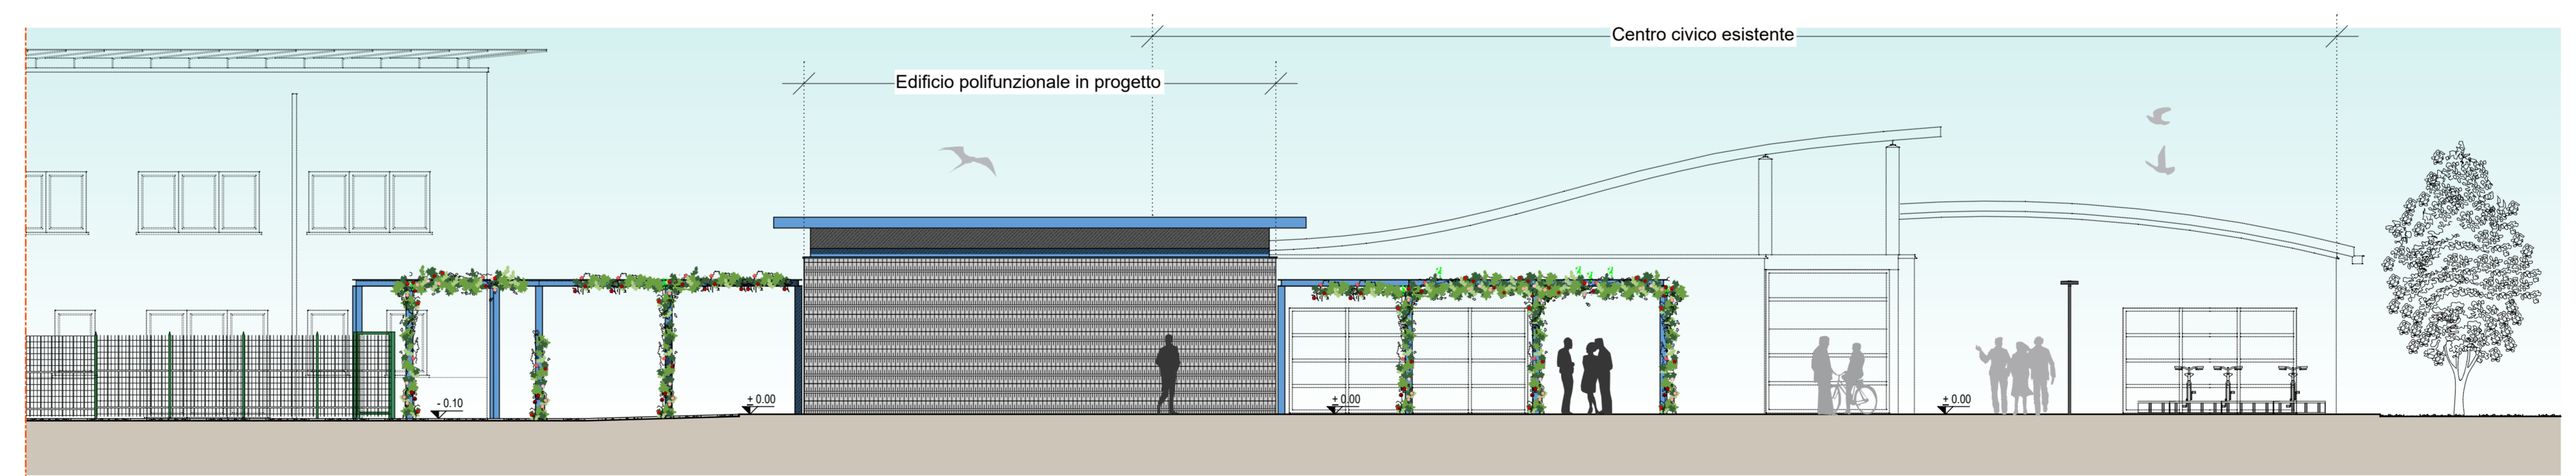 Centro civico esistente
Edificio polifunzionale in progetto
- 0.10
+ 0.00
+ 0.00
+ 0.00